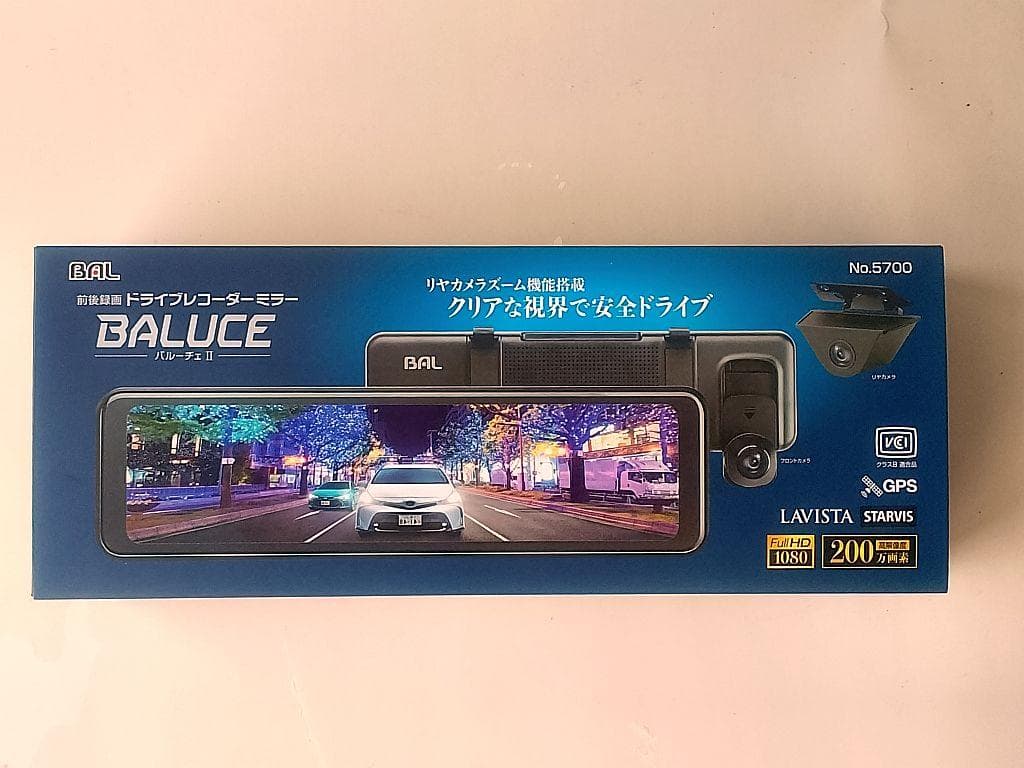 BAL
No.5700
前後録画 ドライブレコーダーミラー
BALUCE
バルーチェ II
リヤカメラズーム機能搭載
クリアな視界で安全ドライブ
BAL
リヤカメラ
フロントカメラ
VCCI
クラスB 適合品
GPS
LAVISTA STARVIS
Full HD
1080
200
高解像度
万画素